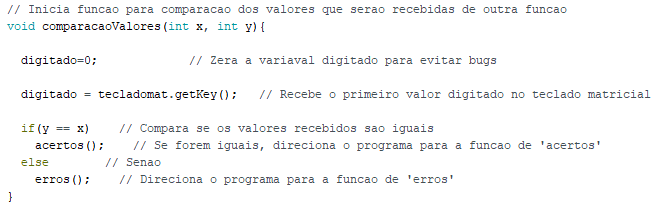 // Inicia funcao para comparacao dos valores que serao recebidas de outra funcao
void comparacaoValores(int x, int y){
digitado=0; // Zera a variaval digitado para evitar bugs
digitado = tecladomat.getKey(); // Recebe o primeiro valor digitado no teclado matricial
if(y == x) // Compara se os valores recebidos sao iguais
acertos(); // Se forem iguais, direciona o programa para a funcao de 'acertos'
else // Senao
erros(); // Direciona o programa para a funcao de 'erros'
}